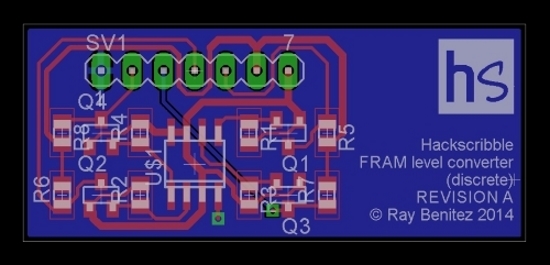 SV1
7
hs
Q4
R8
R4
R1
R5
Hackscribble
FRAM level converter
(discrete)
REVISION A
© Ray Benitez 2014
Q2
U$1
Q1
R6
R2
R3
R7
Q3